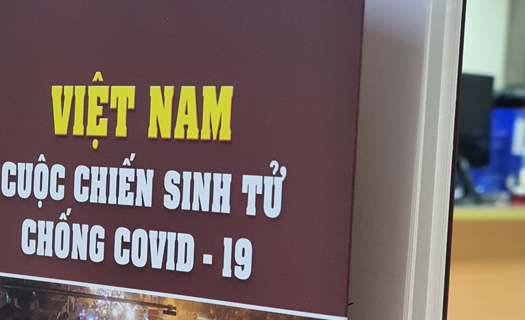 VIỆT NAM
CUỘC CHIẾN SINH TỬ
CHỐNG COVID - 19